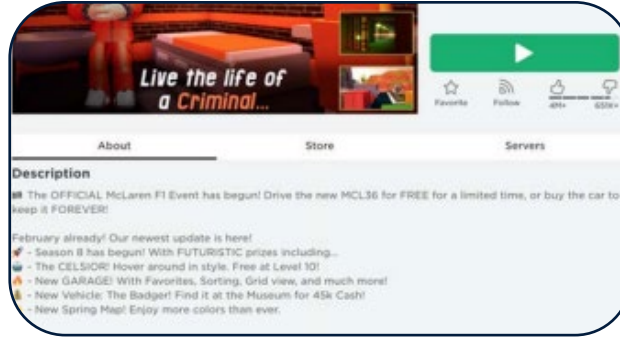 Live the life of
a Criminal...
Favorite Follow 4M+ 651K+
About Store Servers
Description
The OFFICIAL McLaren F1 Event has begun! Drive the new MCL36 for FREE for a limited time, or buy the car to
keep it FOREVER!
February already! Our newest update is here!
- Season 8 has begun! With FUTURISTIC prizes including...
- The CELSIOR! Hover around in style. Free at Level 10!
- New GARAGE! With Favorites, Sorting, Grid view, and much more!
- New Vehicle: The Badger! Find it at the Museum for 45k Cash!
- New Spring Map! Enjoy more colors than ever.